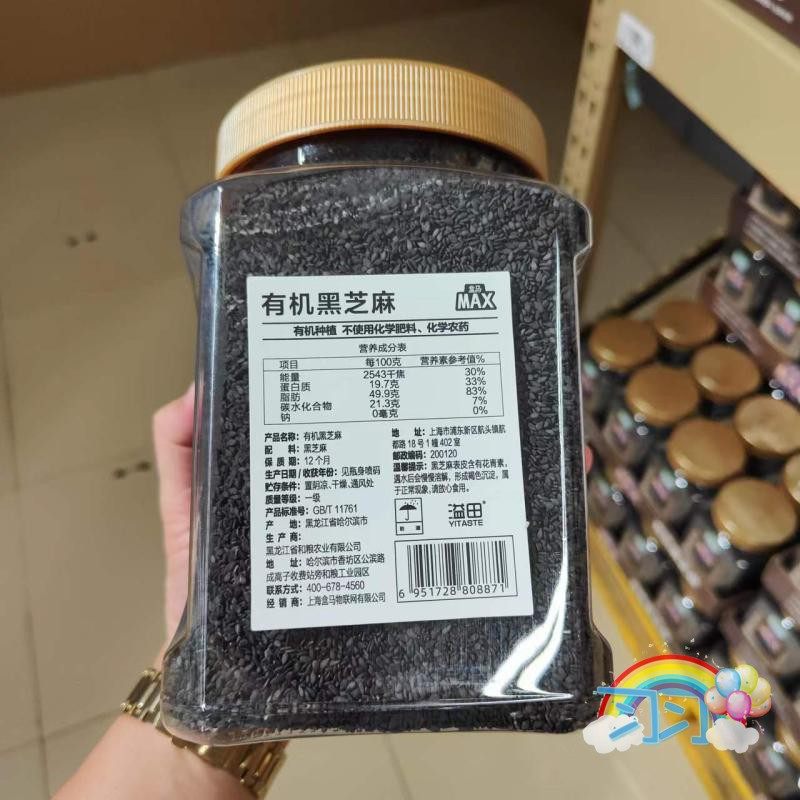 有机黑芝麻
盒马
MAX
有机种植 不使用化学肥料、化学农药
营养成分表
项目 每100克 营养素参考值%
能量 2543千焦 30%
蛋白质 19.7克 33%
脂肪 49.9克 83%
碳水化合物 21.3克 7%
钠 0毫克 0%
产品名称: 有机黑芝麻
配 料: 黑芝麻
保 质 期: 12个月
生产日期/收获年份: 见瓶身喷码
贮存条件: 置阴凉、干燥、通风处
质量等级: 一级
产品标准号: GB/T 11761
产 地: 黑龙江省哈尔滨市
生 产 商:
黑龙江省和粮农业有限公司
地 址: 哈尔滨市香坊区公滨路
成高子收费站旁和粮工业园区
联系方式: 400-678-4560
经 销 商: 上海盒马物联网有限公司
地 址: 上海市浦东新区航头镇航
都路18号1幢402室
邮政编码: 200120
温馨提示: 黑芝麻表皮含有花青素,
遇水后会慢慢溶解, 形成褐色沉淀, 属
于正常现象, 请放心食用。
溢田
YITASTE
6 951728 808871
习习